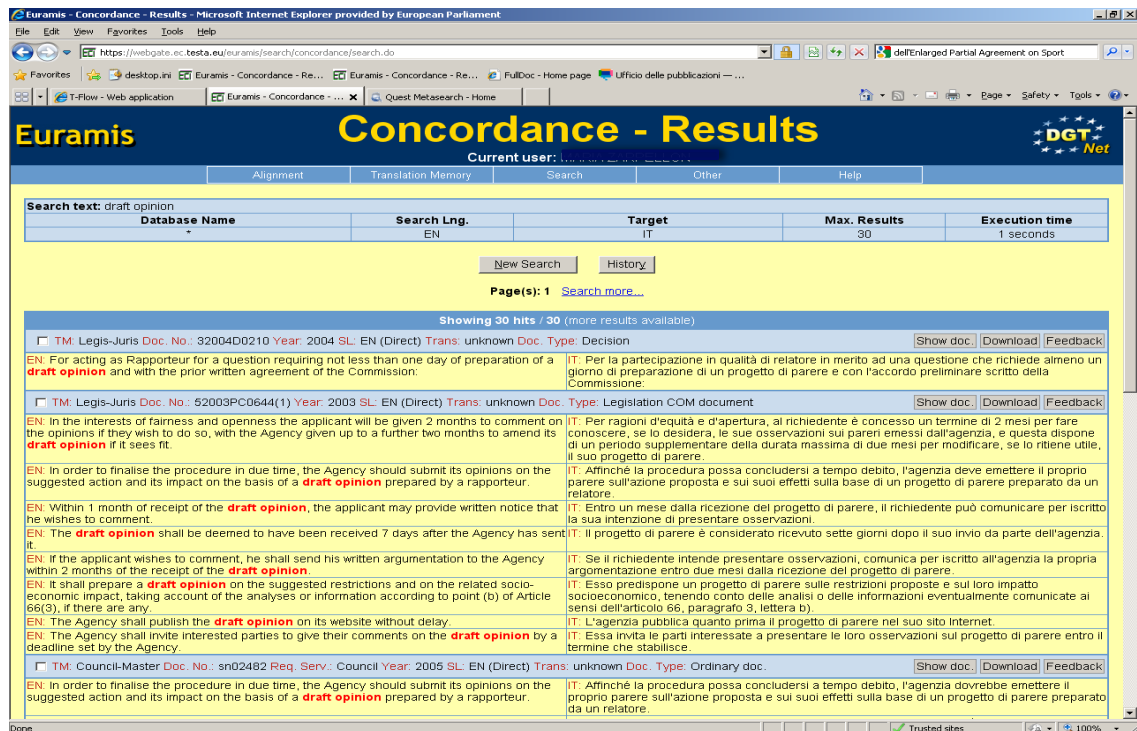 Euramis - Concordance - Results - Microsoft Internet Explorer provided by European Parliament
File Edit View Favorites Tools Help
https://webgate.ec.testa.eu/euramis/search/concordance/search.do
dell'Enlarged Partial Agreement on Sport
Favorites desktop.ini Euramis - Concordance - Re... Euramis - Concordance - Re... FullDoc - Home page Ufficio delle pubblicazioni — ...
T-Flow - Web application Euramis - Concordance - ... Quest Metasearch - Home Page Safety Tools
Euramis
Concordance - Results
DGT Net
Current user:
Alignment Translation Memory Search Other Help
Search text: draft opinion
Database Name Search Lng. Target Max. Results Execution time
* EN IT 30 1 seconds
New Search History
Page(s): 1 Search more...
Showing 30 hits / 30 (more results available)
TM: Legis-Juris Doc. No.: 32004D0210 Year: 2004 SL: EN (Direct) Trans: unknown Doc. Type: Decision Show doc. Download Feedback
EN: For acting as Rapporteur for a question requiring not less than one day of preparation of a
draft opinion and with the prior written agreement of the Commission:
IT: Per la partecipazione in qualità di relatore in merito ad una questione che richiede almeno un
giorno di preparazione di un progetto di parere e con l'accordo preliminare scritto della
Commissione:
TM: Legis-Juris Doc. No.: 52003PC0644(1) Year: 2003 SL: EN (Direct) Trans: unknown Doc. Type: Legislation COM document Show doc. Download Feedback
EN: In the interests of fairness and openness the applicant will be given 2 months to comment on
the opinions if they wish to do so, with the Agency given up to a further two months to amend its
draft opinion if it sees fit.
IT: Per ragioni d'equità e d'apertura, al richiedente è concesso un termine di 2 mesi per fare
conoscere, se lo desidera, le sue osservazioni sui pareri emessi dall'agenzia, e questa dispone
di un periodo supplementare della durata massima di due mesi per modificare, se lo ritiene utile,
il suo progetto di parere.
EN: In order to finalise the procedure in due time, the Agency should submit its opinions on the
suggested action and its impact on the basis of a draft opinion prepared by a rapporteur.
IT: Affinché la procedura possa concludersi a tempo debito, l'agenzia deve emettere il proprio
parere sull'azione proposta e sui suoi effetti sulla base di un progetto di parere preparato da un
relatore.
EN: Within 1 month of receipt of the draft opinion, the applicant may provide written notice that
he wishes to comment.
IT: Entro un mese dalla ricezione del progetto di parere, il richiedente può comunicare per iscritto
la sua intenzione di presentare osservazioni.
EN: The draft opinion shall be deemed to have been received 7 days after the Agency has sent
it.
IT: Il progetto di parere è considerato ricevuto sette giorni dopo il suo invio da parte dell'agenzia.
EN: If the applicant wishes to comment, he shall send his written argumentation to the Agency
within 2 months of the receipt of the draft opinion.
IT: Se il richiedente intende presentare osservazioni, comunica per iscritto all'agenzia la propria
argomentazione entro due mesi dalla ricezione del progetto di parere.
EN: It shall prepare a draft opinion on the suggested restrictions and on the related socio-
economic impact, taking account of the analyses or information according to point (b) of Article
66(3), if there are any.
IT: Esso predispone un progetto di parere sulle restrizioni proposte e sul loro impatto
socioeconomico, tenendo conto delle analisi o delle informazioni eventualmente comunicate ai
sensi dell'articolo 66, paragrafo 3, lettera b).
EN: The Agency shall publish the draft opinion on its website without delay.
IT: L'agenzia pubblica quanto prima il progetto di parere nel suo sito Internet.
EN: The Agency shall invite interested parties to give their comments on the draft opinion by a
deadline set by the Agency.
IT: Essa invita le parti interessate a presentare le loro osservazioni sul progetto di parere entro il
termine che stabilisce.
TM: Council-Master Doc. No.: sn02482 Req. Serv.: Council Year: 2005 SL: EN (Direct) Trans: unknown Doc. Type: Ordinary doc. Show doc. Download Feedback
EN: In order to finalise the procedure in due time, the Agency should submit its opinions on the
suggested action and its impact on the basis of a draft opinion prepared by a rapporteur.
IT: Affinché la procedura possa concludersi a tempo debito, l'agenzia dovrebbe emettere il
proprio parere sull'azione proposta e sui suoi effetti sulla base di un progetto di parere preparato
da un relatore.
Done Trusted sites 100%